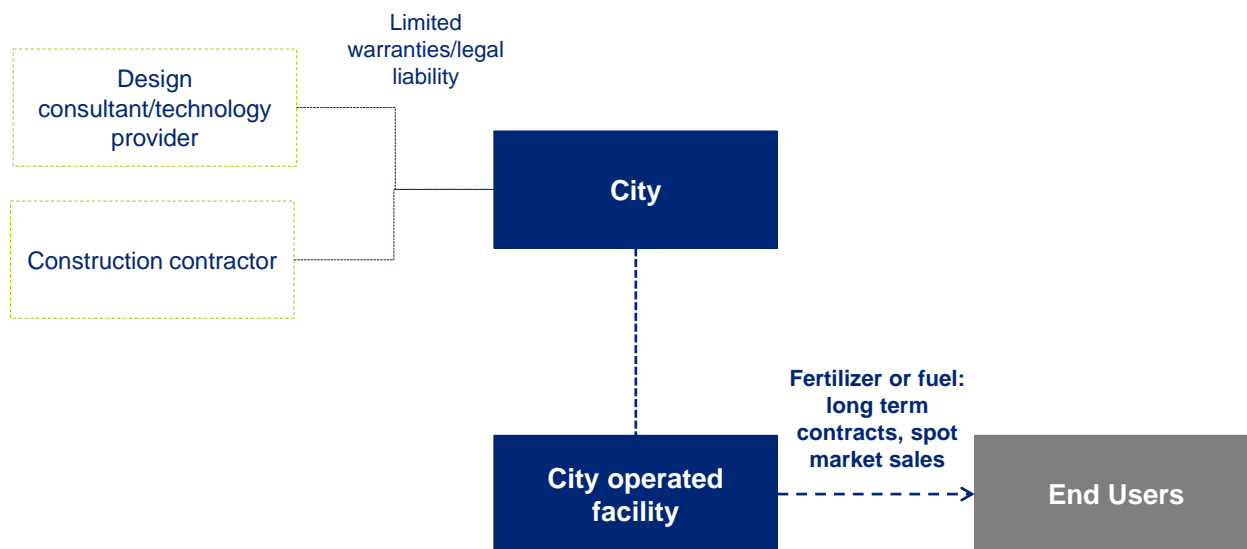 Limited
warranties/legal
liability
Design
consultant/technology
provider
City
Construction contractor
Fertilizer or fuel:
long term
contracts, spot
market sales
City operated
facility
End Users